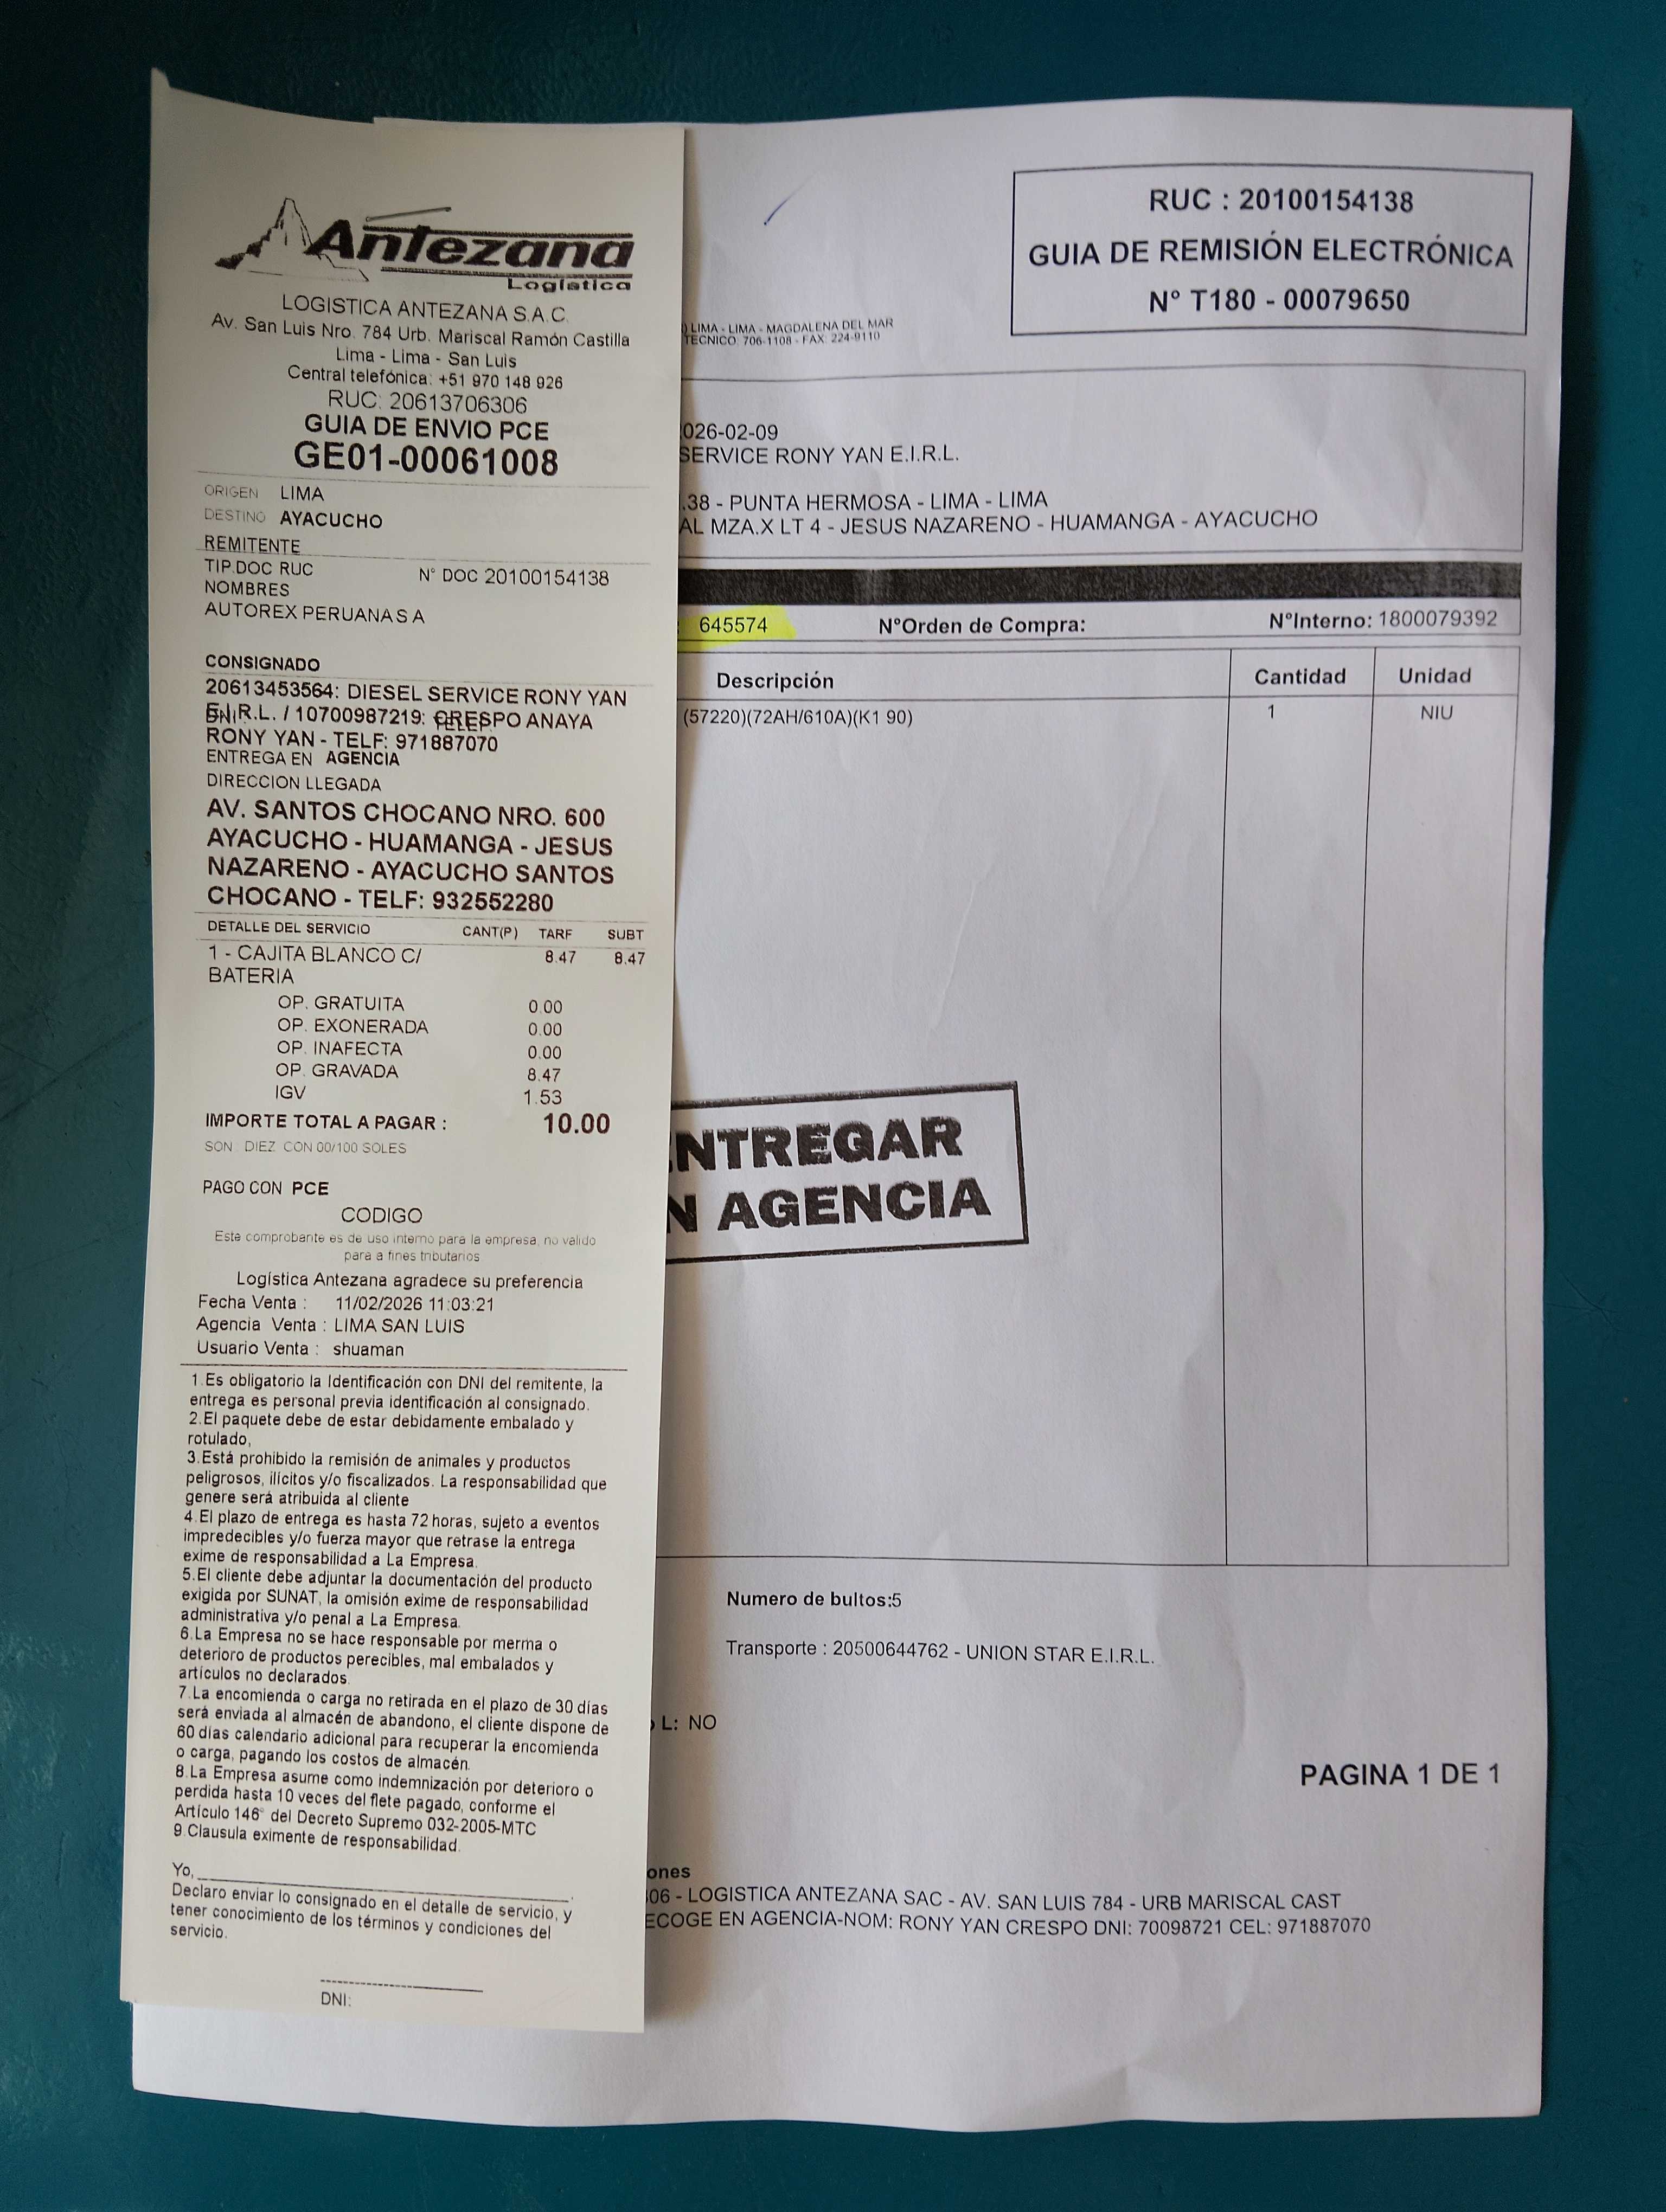 Antezana
Logística
LOGISTICA ANTEZANA S.A.C.
Av. San Luis Nro. 784 Urb. Mariscal Ramón Castilla
Lima - Lima - San Luis
Central telefónica: +51 970 148 926
RUC: 20613706306
GUIA DE ENVIO PCE
GE01-00061008
ORIGEN LIMA
DESTINO AYACUCHO
REMITENTE
TIP.DOC RUC N° DOC 20100154138
NOMBRES
AUTOREX PERUANA S A
CONSIGNADO
20613453564: DIESEL SERVICE RONY YAN
E.I.R.L. / 10700987219: CRESPO ANAYA
RONY YAN - TELF: 971887070
ENTREGA EN AGENCIA
DIRECCION LLEGADA
AV. SANTOS CHOCANO NRO. 600
AYACUCHO - HUAMANGA - JESUS
NAZARENO - AYACUCHO SANTOS
CHOCANO - TELF: 932552280
DETALLE DEL SERVICIO CANT(P) TARF SUBT
1 - CAJITA BLANCO C/ 8.47 8.47
BATERIA
OP. GRATUITA 0.00
OP. EXONERADA 0.00
OP. INAFECTA 0.00
OP. GRAVADA 8.47
IGV 1.53
IMPORTE TOTAL A PAGAR : 10.00
SON: DIEZ CON 00/100 SOLES
PAGO CON PCE
CODIGO
Este comprobante es de uso interno para la empresa, no valido
para a fines tributarios
Logística Antezana agradece su preferencia
Fecha Venta : 11/02/2026 11:03:21
Agencia Venta : LIMA SAN LUIS
Usuario Venta : shuaman
1.Es obligatorio la Identificación con DNI del remitente, la
entrega es personal previa identificación al consignado.
2.El paquete debe de estar debidamente embalado y
rotulado,
3.Está prohibido la remisión de animales y productos
peligrosos, ilícitos y/o fiscalizados. La responsabilidad que
genere será atribuida al cliente
4.El plazo de entrega es hasta 72 horas, sujeto a eventos
impredecibles y/o fuerza mayor que retrase la entrega
exime de responsabilidad a La Empresa.
5.El cliente debe adjuntar la documentación del producto
exigida por SUNAT, la omisión exime de responsabilidad
administrativa y/o penal a La Empresa.
6.La Empresa no se hace responsable por merma o
deterioro de productos perecibles, mal embalados y
artículos no declarados.
7.La encomienda o carga no retirada en el plazo de 30 días
será enviada al almacén de abandono, el cliente dispone de
60 días calendario adicional para recuperar la encomienda
o carga, pagando los costos de almacén.
8.La Empresa asume como indemnización por deterioro o
perdida hasta 10 veces del flete pagado, conforme el
Artículo 146° del Decreto Supremo 032-2005-MTC
9.Clausula eximente de responsabilidad.
Yo,
Declaro enviar lo consignado en el detalle de servicio, y
tener conocimiento de los términos y condiciones del
servicio.
DNI:
RUC : 20100154138
GUIA DE REMISIÓN ELECTRÓNICA
N° T180 - 00079650
) LIMA - LIMA - MAGDALENA DEL MAR
TECNICO: 706-1108 - FAX: 224-9110
026-02-09
SERVICE RONY YAN E.I.R.L.
.38 - PUNTA HERMOSA - LIMA - LIMA
AL MZA.X LT 4 - JESUS NAZARENO - HUAMANGA - AYACUCHO
: 645574 N°Orden de Compra: N°Interno: 1800079392
Descripción Cantidad Unidad
(57220)(72AH/610A)(K1 90) 1 NIU
NTREGAR
N AGENCIA
Numero de bultos:5
Transporte : 20500644762 - UNION STAR E.I.R.L.
L: NO
PAGINA 1 DE 1
ones
06 - LOGISTICA ANTEZANA SAC - AV. SAN LUIS 784 - URB MARISCAL CAST
ECOGE EN AGENCIA-NOM: RONY YAN CRESPO DNI: 70098721 CEL: 971887070